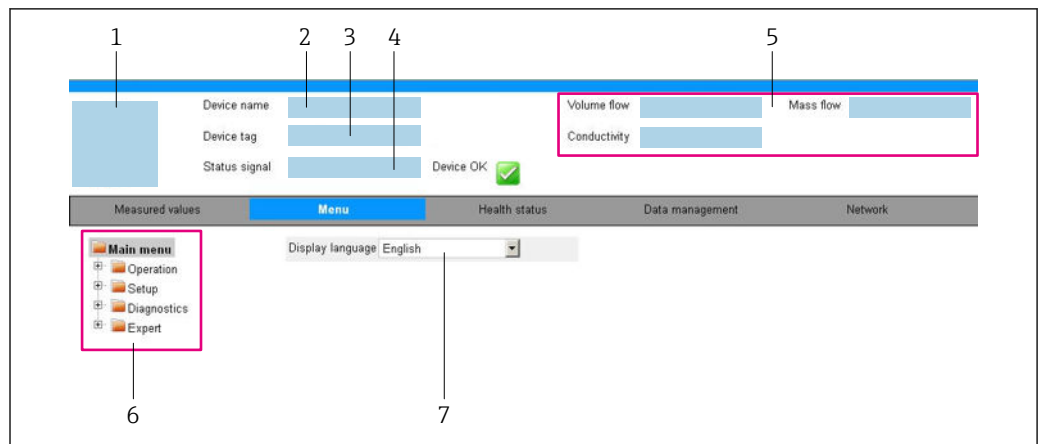 1 2 3 4 5
Device name
Volume flow
Mass flow
Device tag
Conductivity
Status signal
Device OK
Measured values Menu Health status Data management Network
Main menu
Display language English
Operation
Setup
Diagnostics
Expert
6 7